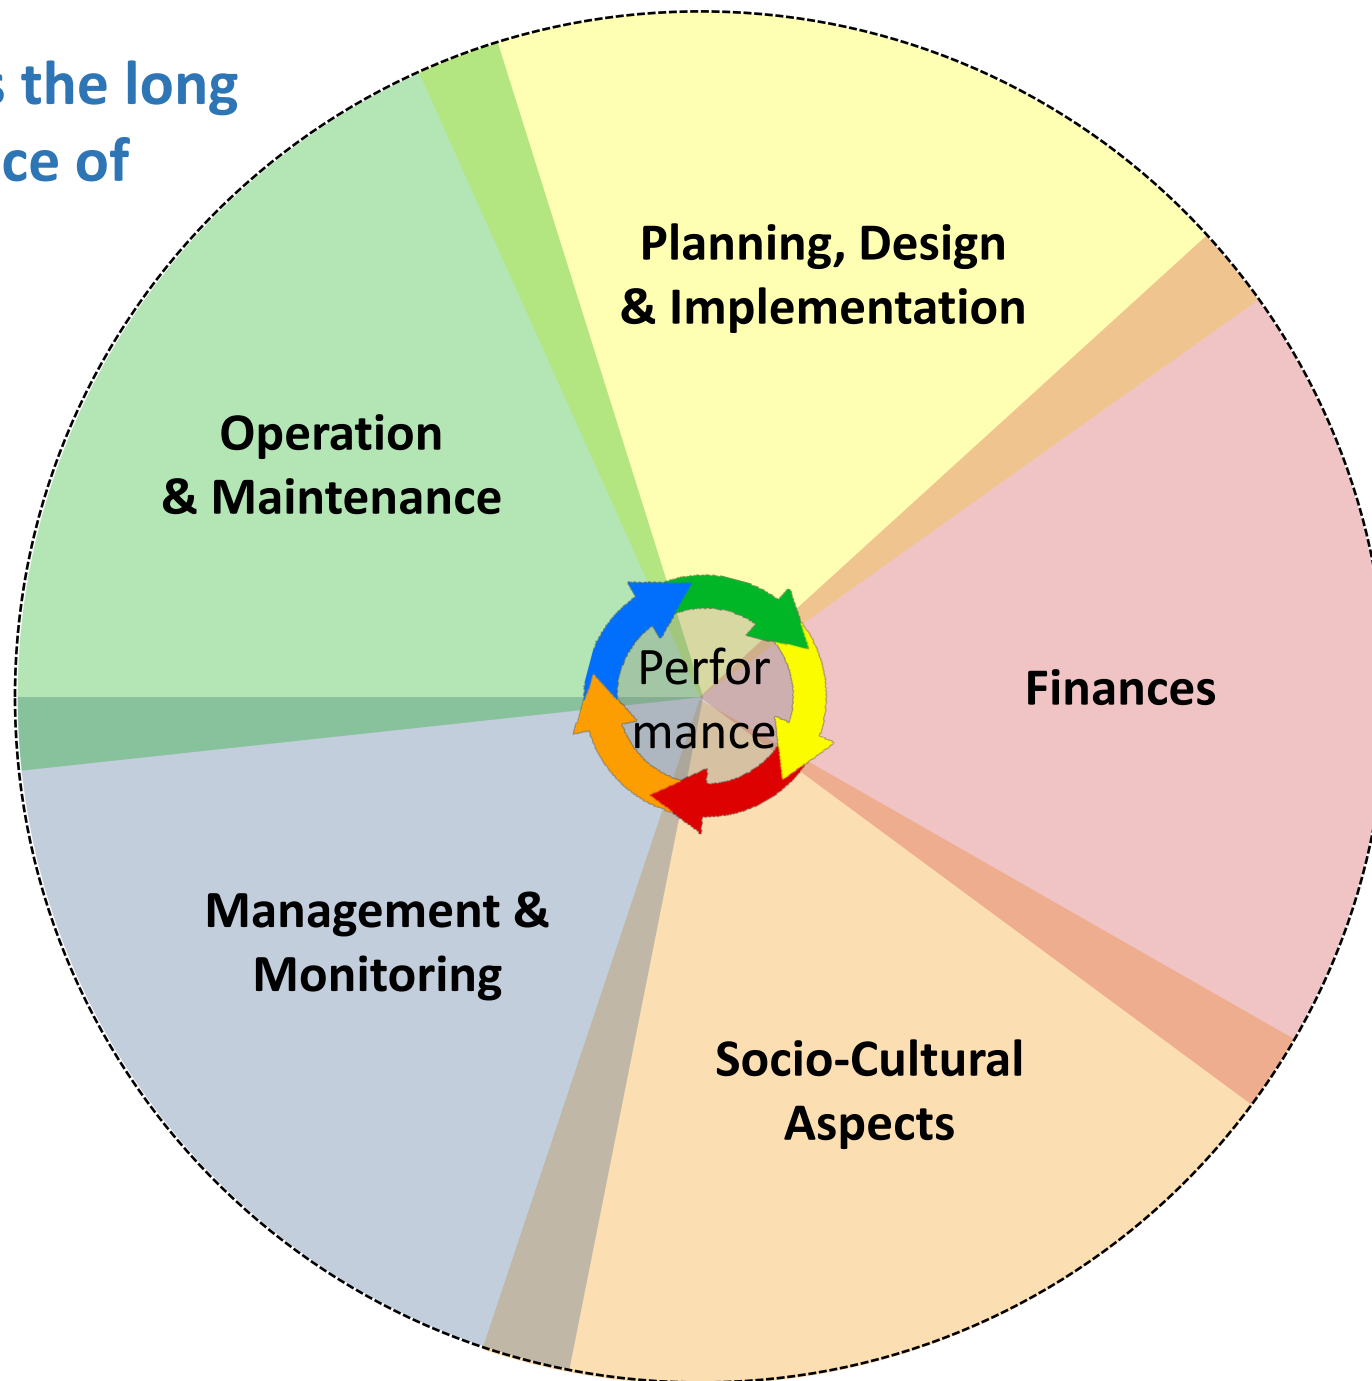 s the long
ce of
Planning, Design
& Implementation
Operation
& Maintenance
Finances
Perfor
mance
Management &
Monitoring
Socio-Cultural
Aspects